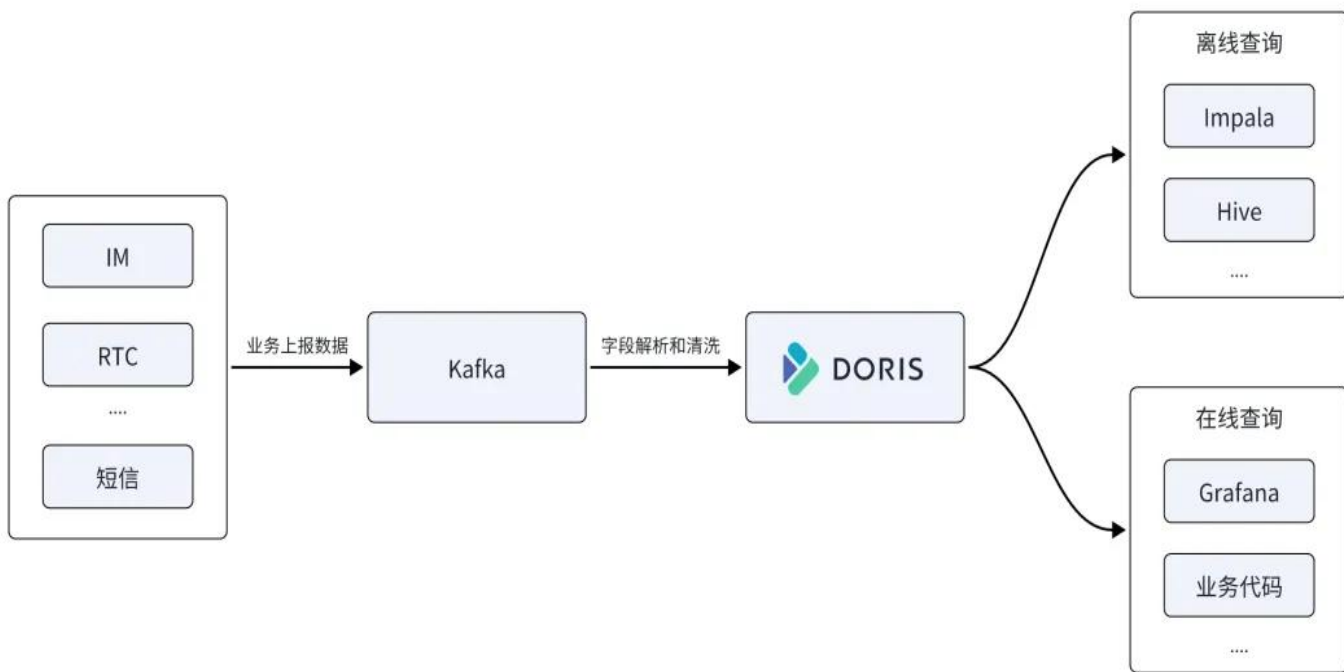 IM
RTC
....
短信
业务上报数据
Kafka
字段解析和清洗
DORIS
离线查询
Impala
Hive
....
在线查询
Grafana
业务代码
....